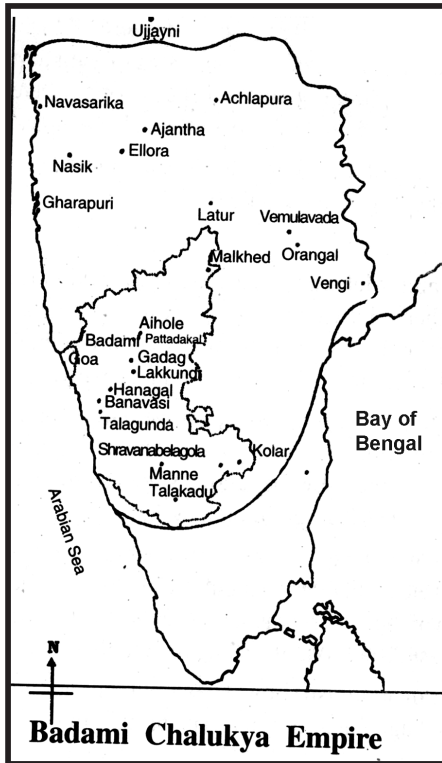 Ujjayni
Navasarika
Achlapura
Ajantha
Ellora
Nasik
Gharapuri
Latur
Vemulavada
Orangal
Malkhed
Vengi
Aihole
Badami
Pattadakal
Goa
Gadag
Lakkundi
Hanagal
Banavasi
Talagunda
Bay of
Bengal
Shravanabelagola
Kolar
Manne
Talakadu
Arabian Sea
N
Badami Chalukya Empire